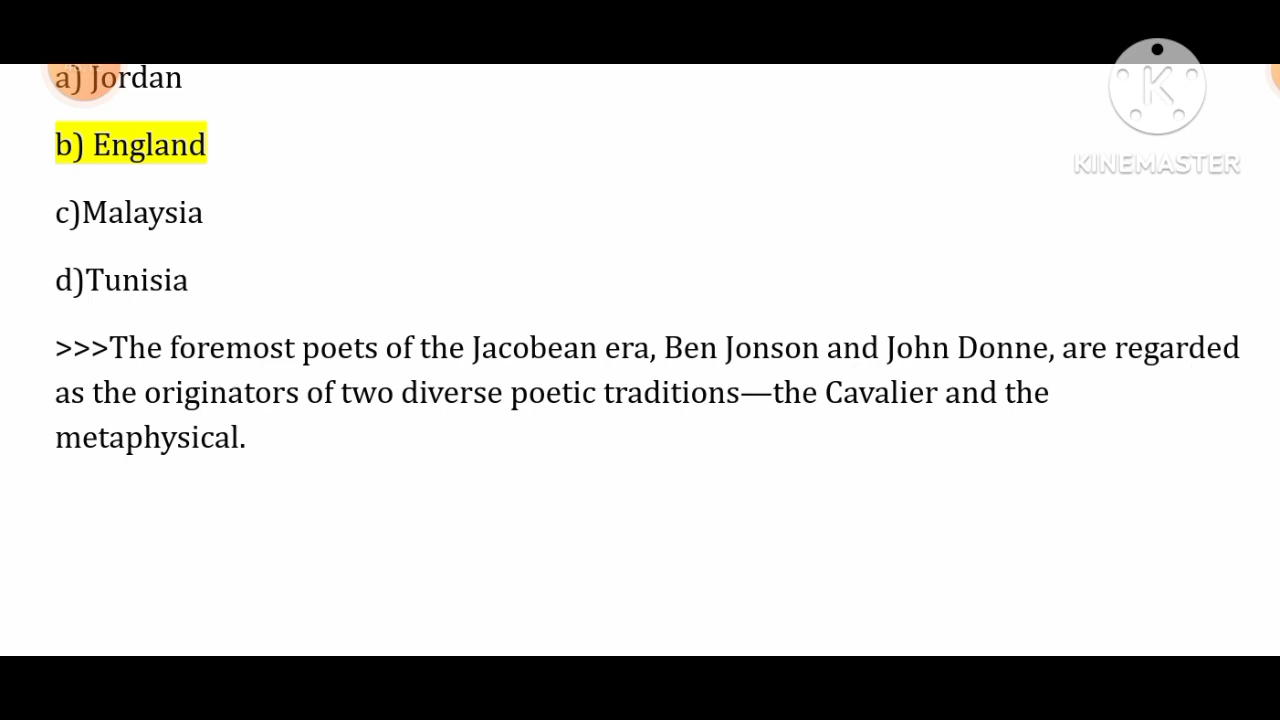 a) Jordan
b) England
c)Malaysia
d)Tunisia
>>>The foremost poets of the Jacobean era, Ben Jonson and John Donne, are regarded
as the originators of two diverse poetic traditions—the Cavalier and the
metaphysical.
K
KINEMASTER